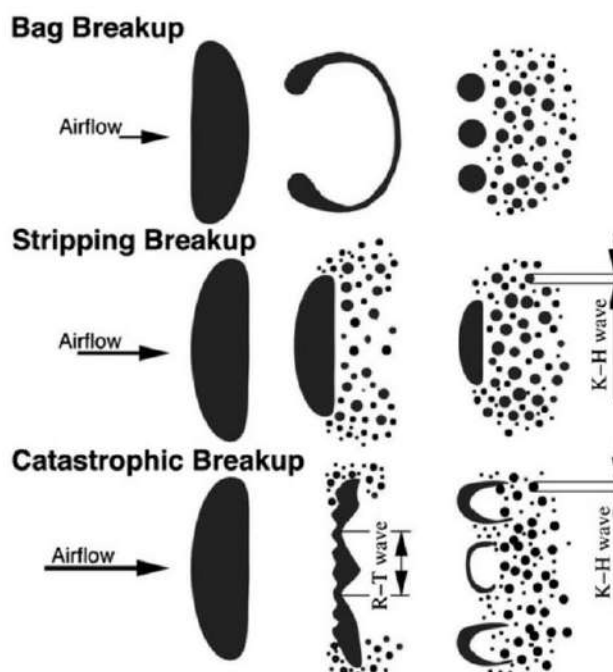 Bag Breakup
Airflow
Stripping Breakup
Airflow
K-H wave
Catastrophic Breakup
Airflow
R-T wave
K-H wave